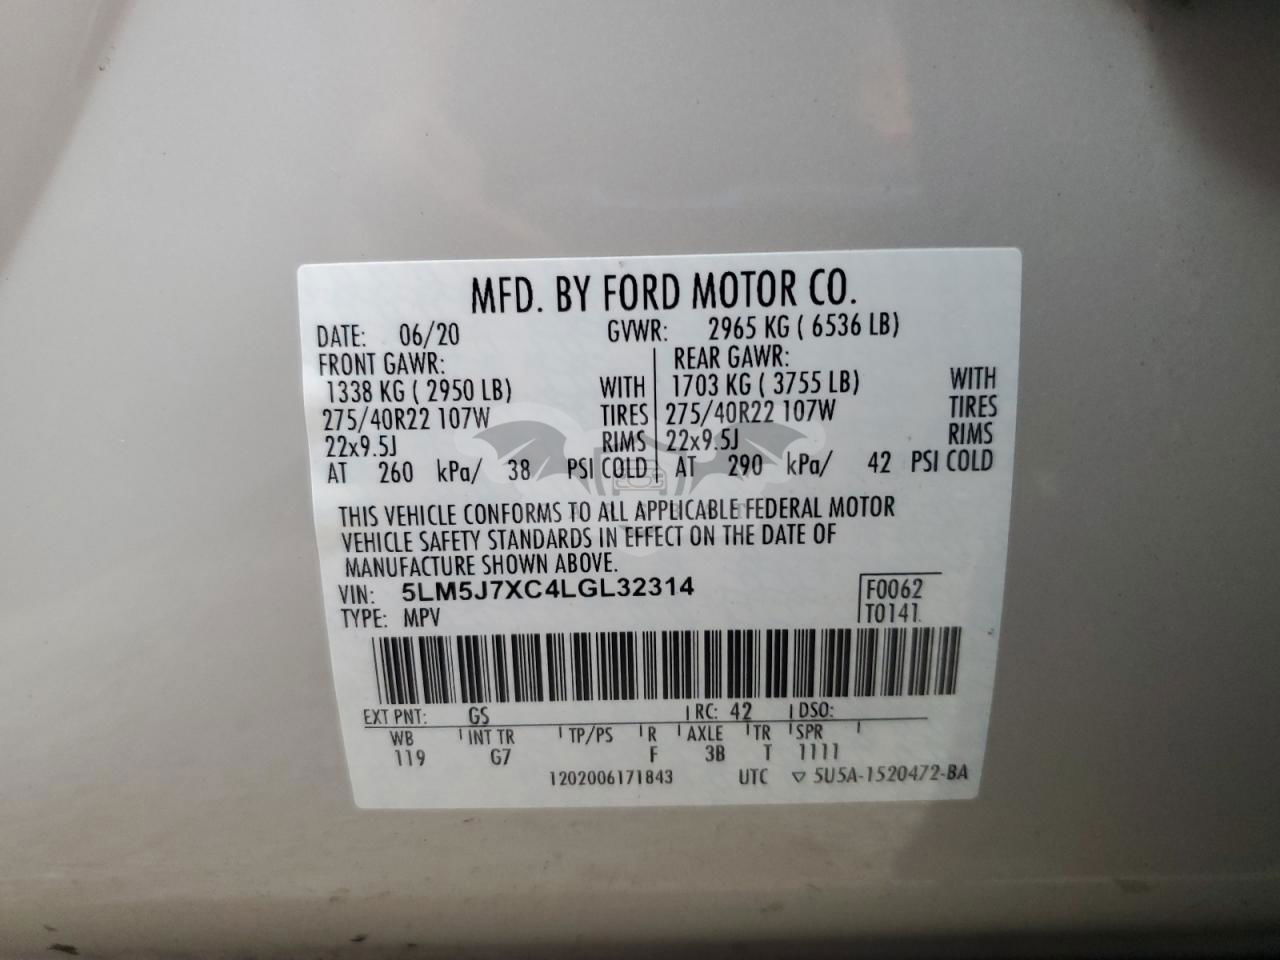 MFD. BY FORD MOTOR CO.
DATE: 06/20 GVWR: 2965 KG ( 6536 LB)
FRONT GAWR: REAR GAWR:
1338 KG ( 2950 LB) WITH 1703 KG ( 3755 LB) WITH
275/40R22 107W TIRES 275/40R22 107W TIRES
22x9.5J RIMS 22x9.5J RIMS
AT 260 kPa/ 38 PSI COLD AT 290 kPa/ 42 PSI COLD
THIS VEHICLE CONFORMS TO ALL APPLICABLE FEDERAL MOTOR
VEHICLE SAFETY STANDARDS IN EFFECT ON THE DATE OF
MANUFACTURE SHOWN ABOVE.
VIN: 5LM5J7XC4LGL32314 F0062
TYPE: MPV T0141
EXT PNT: GS RC: 42 DSO:
WB INT TR TP/PS R AXLE TR SPR
119 G7 F 3B T 1111
1202006171843 UTC ▽ 5U5A-1520472-BA